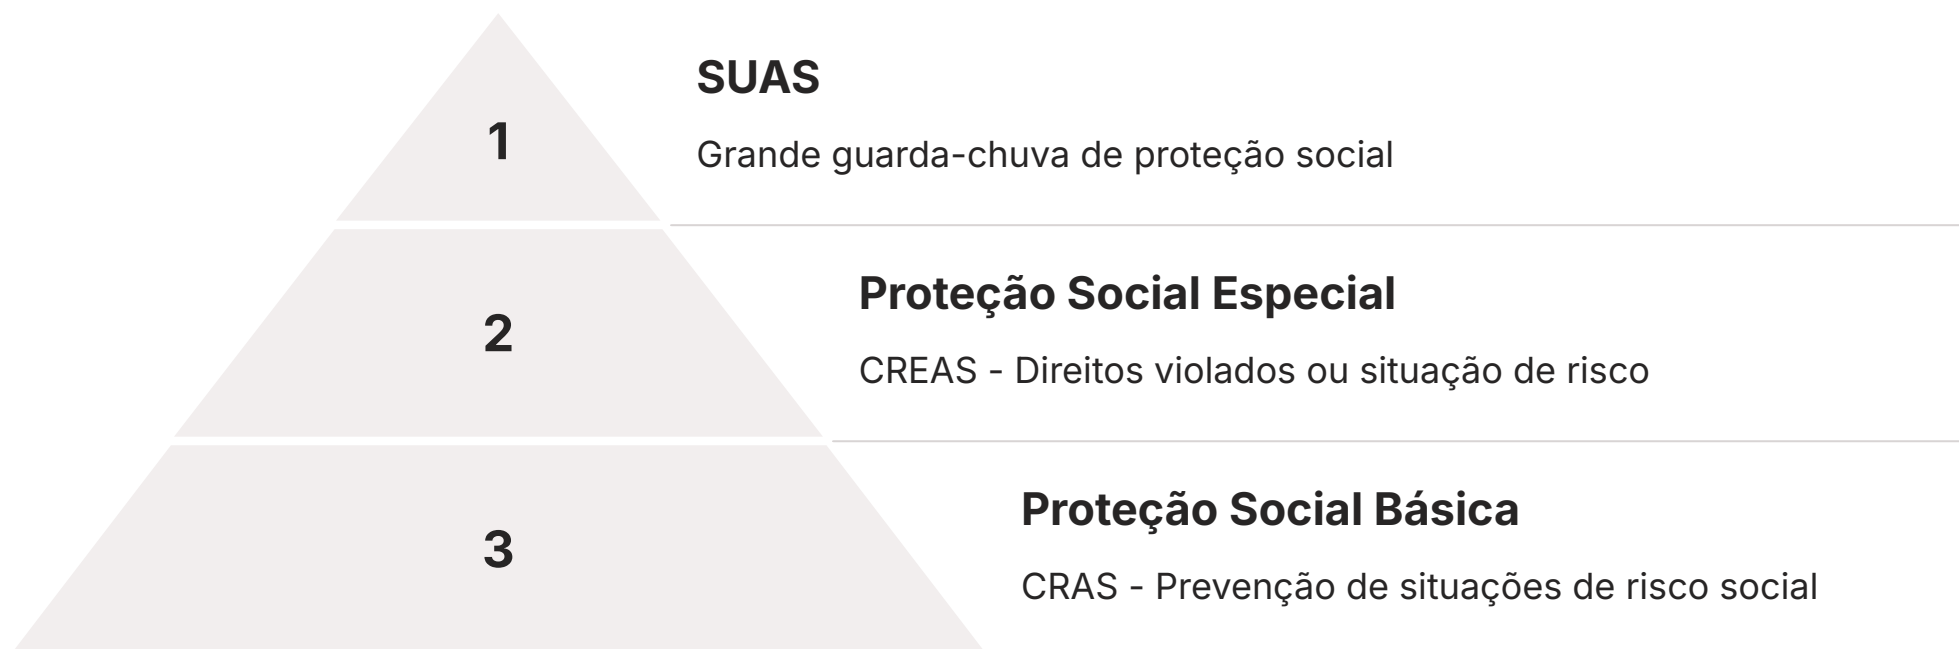 1
SUAS
Grande guarda-chuva de proteção social
2
Proteção Social Especial
CREAS - Direitos violados ou situação de risco
3
Proteção Social Básica
CRAS - Prevenção de situações de risco social